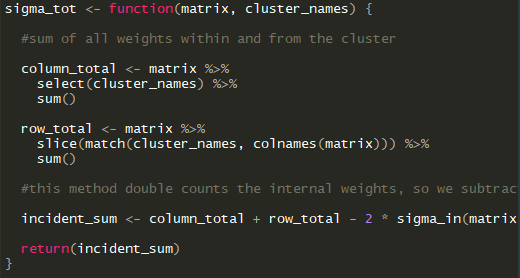 sigma_tot <- function(matrix, cluster_names) {
#sum of all weights within and from the cluster
column_total <- matrix %>%
select(cluster_names) %>%
sum()
row_total <- matrix %>%
slice(match(cluster_names, colnames(matrix))) %>%
sum()
#this method double counts the internal weights, so we subtrac
incident_sum <- column_total + row_total - 2 * sigma_in(matrix
return(incident_sum)
}